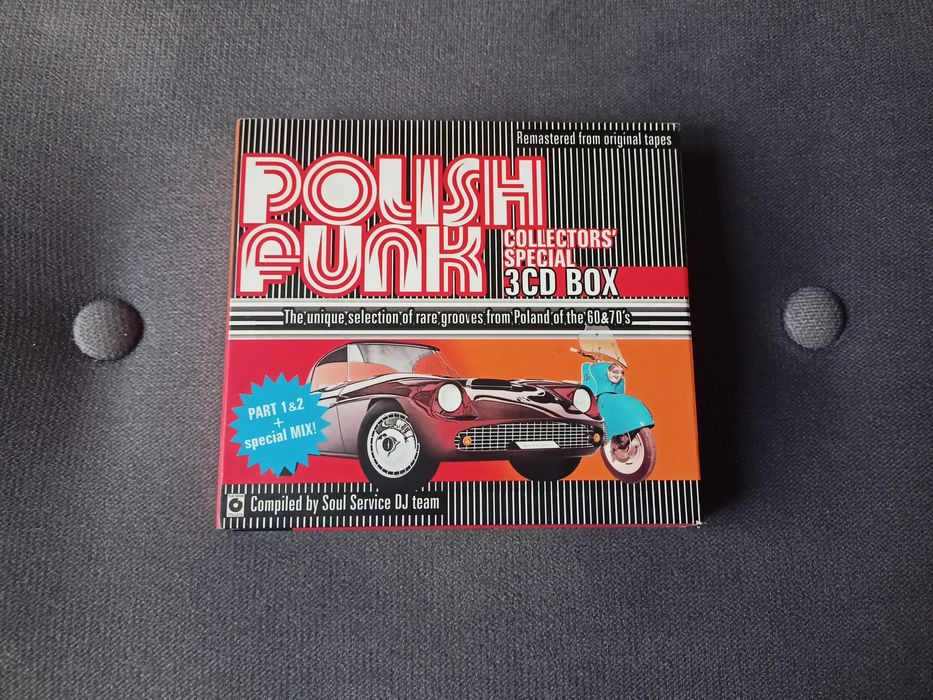 Remastered from original tapes
POLISH
FUNK
COLLECTORS'
SPECIAL
3CD BOX
The unique selection of rare grooves from Poland of the 60&70's
PART 1&2
+
special MIX!
Compiled by Soul Service DJ team